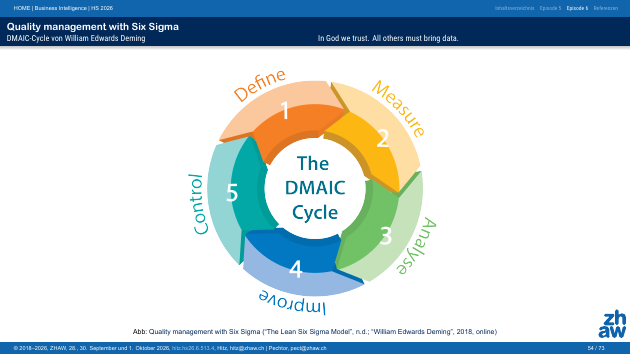 HOME | Business Intelligence | HS 2026
Inhaltsverzeichnis Episode 5 Episode 6 Referenzen
Quality management with Six Sigma
DMAIC-Cycle von William Edwards Deming
In God we trust. All others must bring data.
Define
Measure
Analyse
Improve
Control
1
2
3
4
5
The
DMAIC
Cycle
Abb: Quality management with Six Sigma ("The Lean Six Sigma Model", n.d.; "William Edwards Deming", 2018, online)
zh
aw
© 2018–2026, ZHAW, 28., 30. September und 1. Oktober 2026, hitz.hs26.6.513.4, Hitz, hitz@zhaw.ch | Pechtor, pect@zhaw.ch
54 / 73